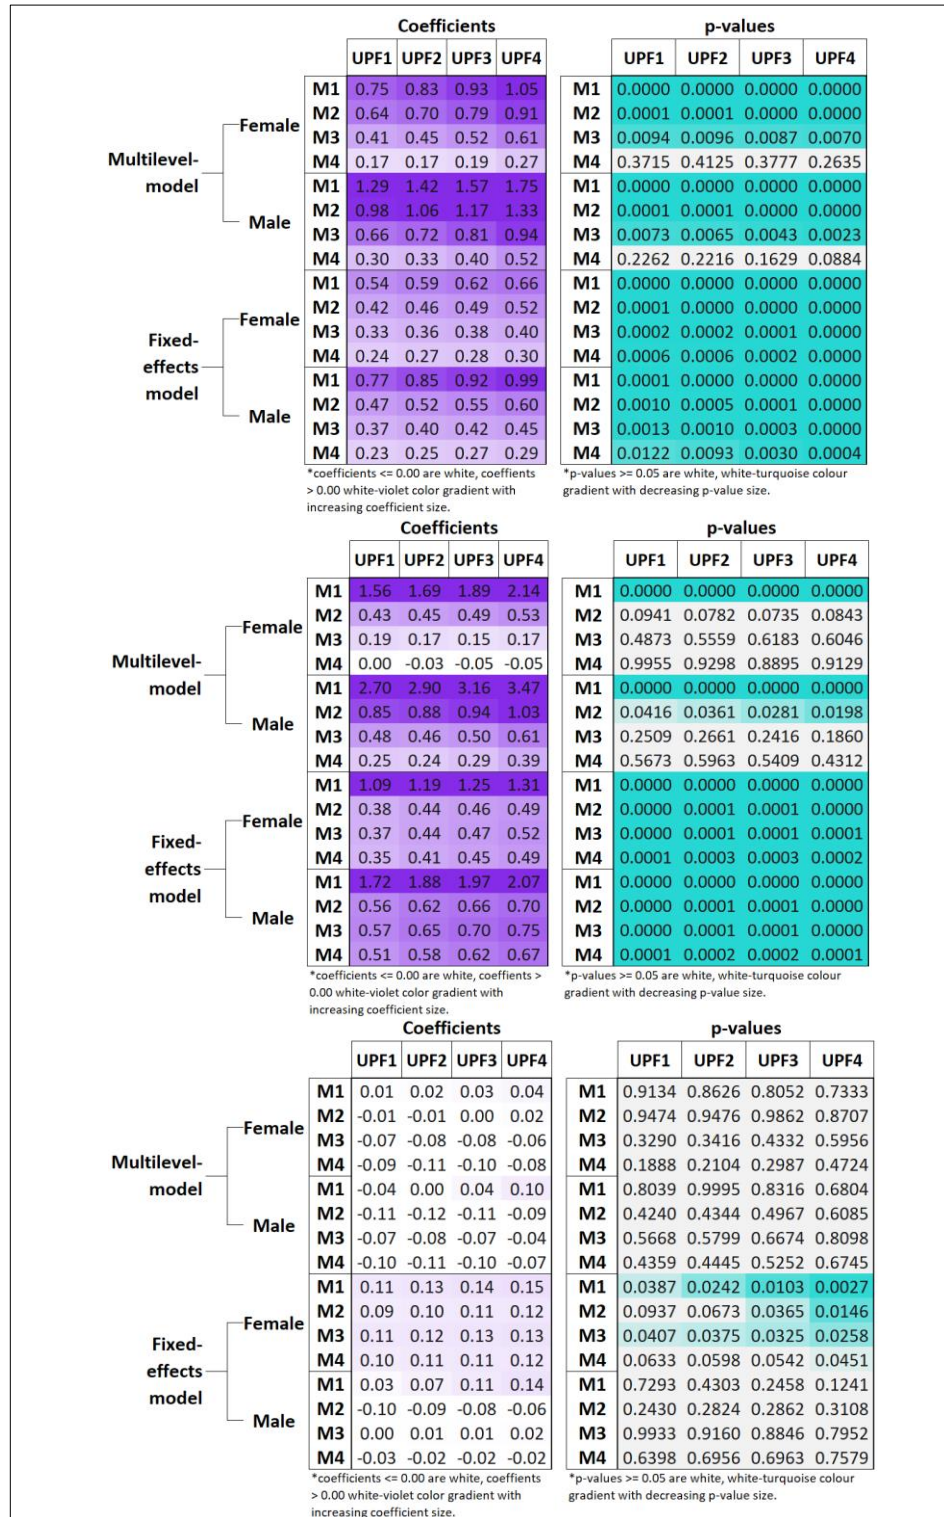 Coefficients p-values
UPF1 UPF2 UPF3 UPF4 UPF1 UPF2 UPF3 UPF4
Multilevel-model
Female
M1 0.75 0.83 0.93 1.05 M1 0.0000 0.0000 0.0000 0.0000
M2 0.64 0.70 0.79 0.91 M2 0.0001 0.0001 0.0000 0.0000
M3 0.41 0.45 0.52 0.61 M3 0.0094 0.0096 0.0087 0.0070
M4 0.17 0.17 0.19 0.27 M4 0.3715 0.4125 0.3777 0.2635
Male
M1 1.29 1.42 1.57 1.75 M1 0.0000 0.0000 0.0000 0.0000
M2 0.98 1.06 1.17 1.33 M2 0.0001 0.0001 0.0000 0.0000
M3 0.66 0.72 0.81 0.94 M3 0.0073 0.0065 0.0043 0.0023
M4 0.30 0.33 0.40 0.52 M4 0.2262 0.2216 0.1629 0.0884
Fixed-effects model
Female
M1 0.54 0.59 0.62 0.66 M1 0.0000 0.0000 0.0000 0.0000
M2 0.42 0.46 0.49 0.52 M2 0.0001 0.0000 0.0000 0.0000
M3 0.33 0.36 0.38 0.40 M3 0.0002 0.0002 0.0001 0.0000
M4 0.24 0.27 0.28 0.30 M4 0.0006 0.0006 0.0002 0.0000
Male
M1 0.77 0.85 0.92 0.99 M1 0.0001 0.0000 0.0000 0.0000
M2 0.47 0.52 0.55 0.60 M2 0.0010 0.0005 0.0001 0.0000
M3 0.37 0.40 0.42 0.45 M3 0.0013 0.0010 0.0003 0.0000
M4 0.23 0.25 0.27 0.29 M4 0.0122 0.0093 0.0030 0.0004
*coefficients <= 0.00 are white, coeffients
> 0.00 white-violet color gradient with
increasing coefficient size.
*p-values >= 0.05 are white, white-turquoise colour
gradient with decreasing p-value size.
Coefficients p-values
UPF1 UPF2 UPF3 UPF4 UPF1 UPF2 UPF3 UPF4
Multilevel-model
Female
M1 1.56 1.69 1.89 2.14 M1 0.0000 0.0000 0.0000 0.0000
M2 0.43 0.45 0.49 0.53 M2 0.0941 0.0782 0.0735 0.0843
M3 0.19 0.17 0.15 0.17 M3 0.4873 0.5559 0.6183 0.6046
M4 0.00 -0.03 -0.05 -0.05 M4 0.9955 0.9298 0.8895 0.9129
Male
M1 2.70 2.90 3.16 3.47 M1 0.0000 0.0000 0.0000 0.0000
M2 0.85 0.88 0.94 1.03 M2 0.0416 0.0361 0.0281 0.0198
M3 0.48 0.46 0.50 0.61 M3 0.2509 0.2661 0.2416 0.1860
M4 0.25 0.24 0.29 0.39 M4 0.5673 0.5963 0.5409 0.4312
Fixed-effects model
Female
M1 1.09 1.19 1.25 1.31 M1 0.0000 0.0000 0.0000 0.0000
M2 0.38 0.44 0.46 0.49 M2 0.0000 0.0001 0.0001 0.0000
M3 0.37 0.44 0.47 0.52 M3 0.0000 0.0001 0.0001 0.0001
M4 0.35 0.41 0.45 0.49 M4 0.0001 0.0003 0.0003 0.0002
Male
M1 1.72 1.88 1.97 2.07 M1 0.0000 0.0000 0.0000 0.0000
M2 0.56 0.62 0.66 0.70 M2 0.0000 0.0001 0.0001 0.0000
M3 0.57 0.65 0.70 0.75 M3 0.0000 0.0001 0.0001 0.0000
M4 0.51 0.58 0.62 0.67 M4 0.0001 0.0002 0.0002 0.0001
*coefficients <= 0.00 are white, coeffients >
0.00 white-violet color gradient with
increasing coefficient size.
*p-values >= 0.05 are white, white-turquoise colour
gradient with decreasing p-value size.
Coefficients p-values
UPF1 UPF2 UPF3 UPF4 UPF1 UPF2 UPF3 UPF4
Multilevel-model
Female
M1 0.01 0.02 0.03 0.04 M1 0.9134 0.8626 0.8052 0.7333
M2 -0.01 -0.01 0.00 0.02 M2 0.9474 0.9476 0.9862 0.8707
M3 -0.07 -0.08 -0.08 -0.06 M3 0.3290 0.3416 0.4332 0.5956
M4 -0.09 -0.11 -0.10 -0.08 M4 0.1888 0.2104 0.2987 0.4724
Male
M1 -0.04 0.00 0.04 0.10 M1 0.8039 0.9995 0.8316 0.6804
M2 -0.11 -0.12 -0.11 -0.09 M2 0.4240 0.4344 0.4967 0.6085
M3 -0.07 -0.08 -0.07 -0.04 M3 0.5668 0.5799 0.6674 0.8098
M4 -0.10 -0.11 -0.10 -0.07 M4 0.4359 0.4445 0.5252 0.6745
Fixed-effects model
Female
M1 0.11 0.13 0.14 0.15 M1 0.0387 0.0242 0.0103 0.0027
M2 0.09 0.10 0.11 0.12 M2 0.0937 0.0673 0.0365 0.0146
M3 0.11 0.12 0.13 0.13 M3 0.0407 0.0375 0.0325 0.0258
M4 0.10 0.11 0.11 0.12 M4 0.0633 0.0598 0.0542 0.0451
Male
M1 0.03 0.07 0.11 0.14 M1 0.7293 0.4303 0.2458 0.1241
M2 -0.10 -0.09 -0.08 -0.06 M2 0.2430 0.2824 0.2862 0.3108
M3 0.00 0.01 0.01 0.02 M3 0.9933 0.9160 0.8846 0.7952
M4 -0.03 -0.02 -0.02 -0.02 M4 0.6398 0.6956 0.6963 0.7579
*coefficients <= 0.00 are white, coeffients
> 0.00 white-violet color gradient with
increasing coefficient size.
*p-values >= 0.05 are white, white-turquoise colour
gradient with decreasing p-value size.